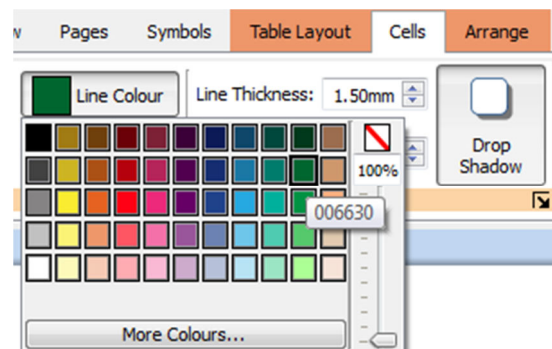 w Pages Symbols Table Layout Cells Arrange
Line Colour Line Thickness: 1.50mm
Drop
Shadow
100%
006630
More Colours...